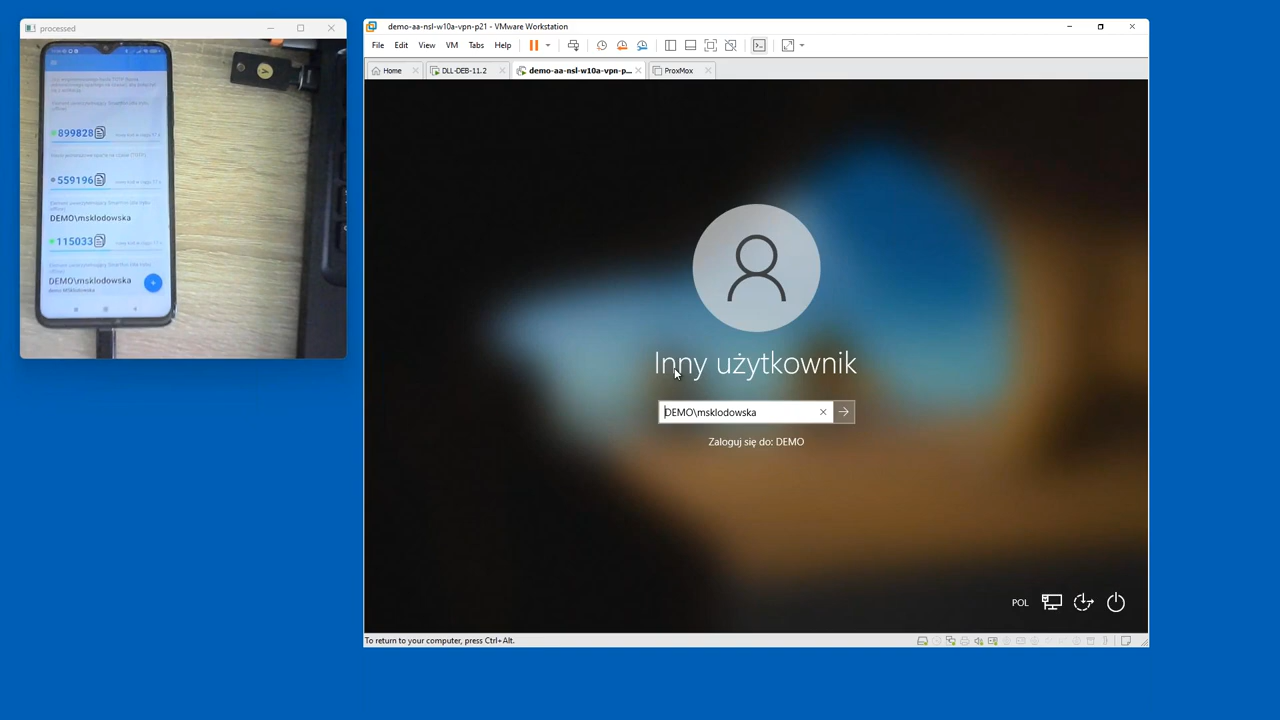 processed
899828
559196
DEMO\msklodowska
115033
DEMO\msklodowska
demo-aa-nsl-w10a-vpn-p21 - VMware Workstation
File Edit View VM Tabs Help
Home DLL-DEB-11.2 demo-aa-nsl-w10a-vpn-p... ProxMox
Inny użytkownik
DEMO\msklodowska
Zaloguj się do: DEMO
POL
To return to your computer, press Ctrl+Alt.